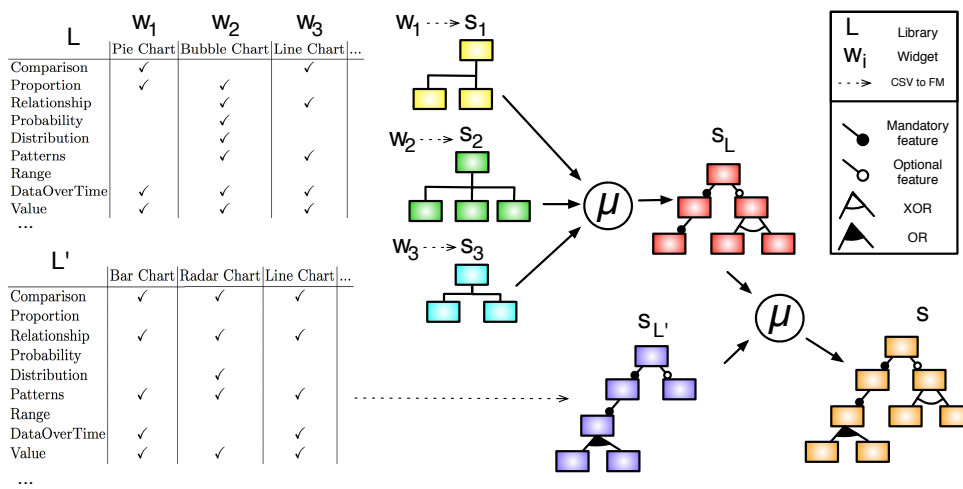 L
W1 W2 W3
Pie Chart Bubble Chart Line Chart ...
Comparison ✓ ✓
Proportion ✓ ✓
Relationship ✓ ✓
Probability ✓
Distribution ✓
Patterns ✓ ✓
Range
DataOverTime ✓ ✓ ✓
Value ✓ ✓ ✓
...
L'
Bar Chart Radar Chart Line Chart ...
Comparison ✓ ✓ ✓
Proportion
Relationship ✓ ✓ ✓
Probability
Distribution ✓
Patterns ✓ ✓ ✓
Range
DataOverTime ✓ ✓
Value ✓ ✓ ✓
...
W1 S1
W2 S2
W3 S3
μ
SL
SL'
μ
S
L Library
Wi Widget
CSV to FM
Mandatory
feature
Optional
feature
XOR
OR